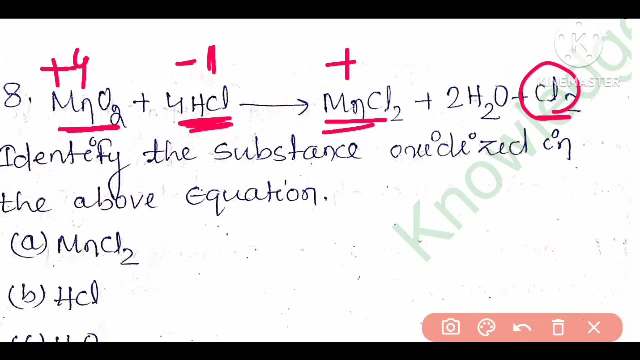 +4 -1 +
8. MnO2 + 4HCl → MnCl2 + 2H2O + Cl2
KINEMASTER
Identify the substance oxidized in
the above equation.
(a) MnCl2
(b) HCl
Knowledge